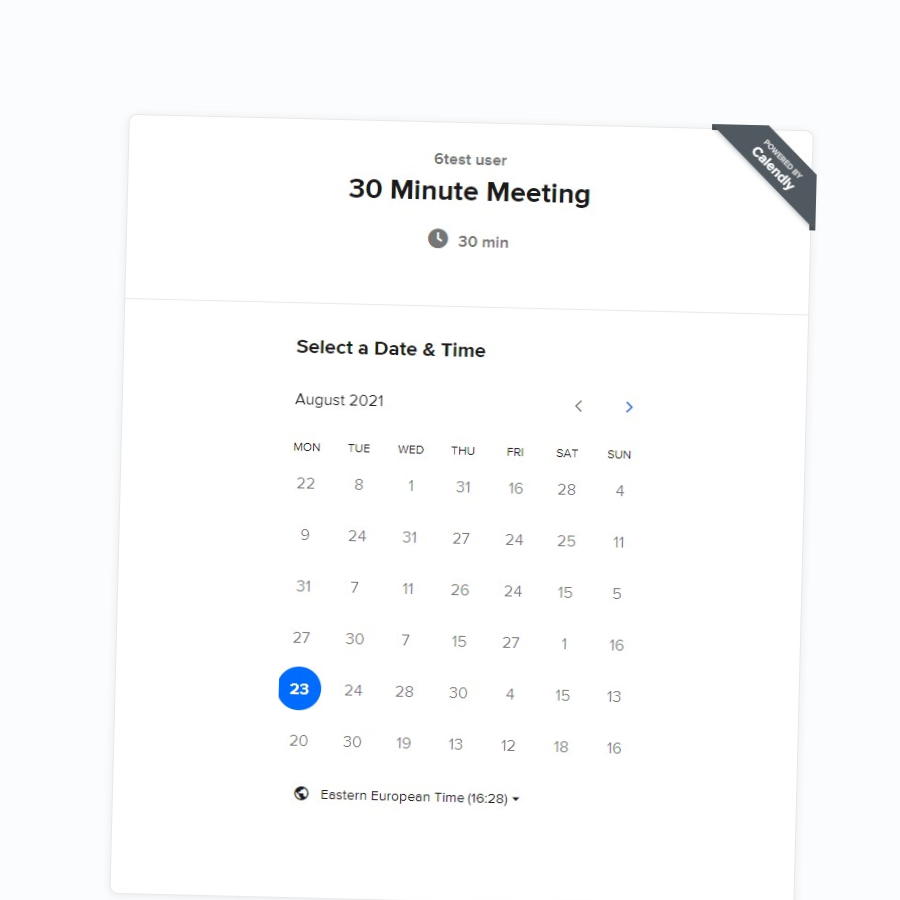 POWERED BY
Calendly
6test user
30 Minute Meeting
30 min
Select a Date & Time
August 2021
MON TUE WED THU FRI SAT SUN
22 8 1 31 16 28 4
9 24 31 27 24 25 11
31 7 11 26 24 15 5
27 30 7 15 27 1 16
23 24 28 30 4 15 13
20 30 19 13 12 18 16
Eastern European Time (16:28)